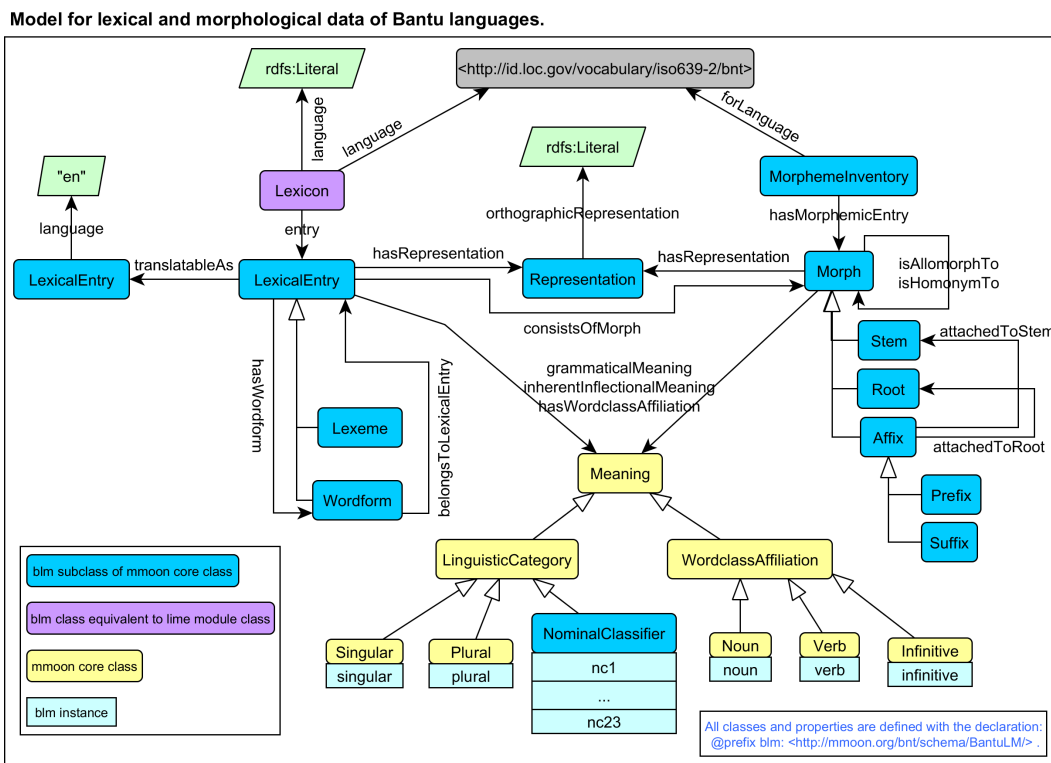 Model for lexical and morphological data of Bantu languages.
rdfs:Literal
<http://id.loc.gov/vocabulary/iso639-2/bnt>
language
language
forLanguage
rdfs:Literal
"en"
Lexicon
MorphemeInventory
language
entry
orthographicRepresentation
hasMorphemicEntry
LexicalEntry
translatableAs
LexicalEntry
hasRepresentation
Representation
hasRepresentation
Morph
isAllomorphTo
isHomonymTo
consistsOfMorph
Stem
attachedToStem
hasWordform
belongsToLexicalEntry
grammaticalMeaning
inherentInflectionalMeaning
hasWordclassAffiliation
Root
Lexeme
Affix
attachedToRoot
Meaning
Wordform
Prefix
Suffix
LinguisticCategory
WordclassAffiliation
blm subclass of mmoon core class
blm class equivalent to lime module class
mmoon core class
blm instance
Singular
singular
Plural
plural
NominalClassifier
nc1
...
nc23
Noun
noun
Verb
verb
Infinitive
infinitive
All classes and properties are defined with the declaration:
@prefix blm: <http://mmoon.org/bnt/schema/BantuLM/> .